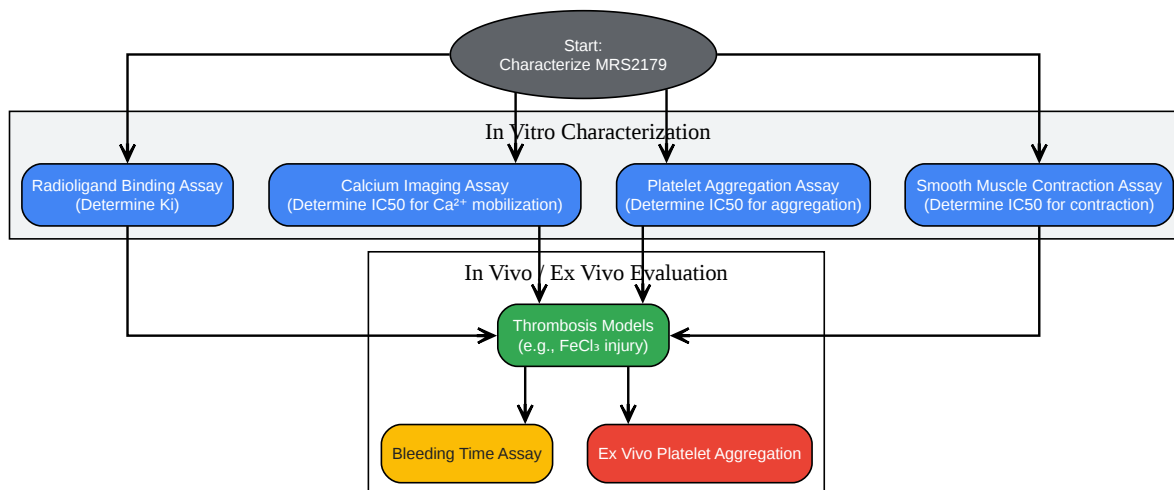 Start:
Characterize MRS2179
In Vitro Characterization
Radioligand Binding Assay
(Determine Ki)
Calcium Imaging Assay
(Determine IC50 for Ca²⁺ mobilization)
Platelet Aggregation Assay
(Determine IC50 for aggregation)
Smooth Muscle Contraction Assay
(Determine IC50 for contraction)
In Vivo / Ex Vivo Evaluation
Thrombosis Models
(e.g., FeCl₃ injury)
Bleeding Time Assay
Ex Vivo Platelet Aggregation